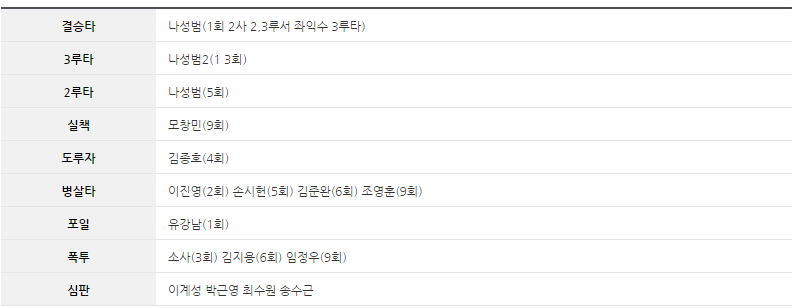 결승타 나성범(1회 2사 2,3루서 좌익수 3루타)
3루타 나성범2(1 3회)
2루타 나성범(5회)
실책 모창민(9회)
도루자 김종호(4회)
병살타 이진영(2회) 손시헌(5회) 김준완(6회) 조영훈(9회)
포일 유강남(1회)
폭투 소사(3회) 김지용(6회) 임정우(9회)
심판 이계성 박근영 최수원 송수근